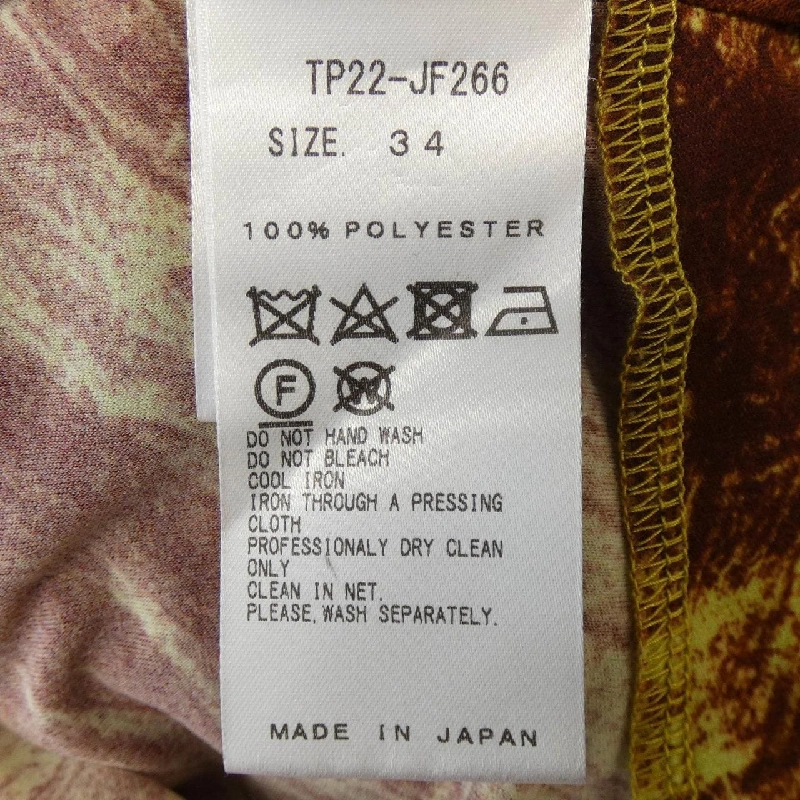 TP22-JF266
SIZE. 34
100% POLYESTER
F W
DO NOT HAND WASH
DO NOT BLEACH
COOL IRON
IRON THROUGH A PRESSING
CLOTH
PROFESSIONALY DRY CLEAN
ONLY
CLEAN IN NET.
PLEASE.WASH SEPARATELY.
MADE IN JAPAN